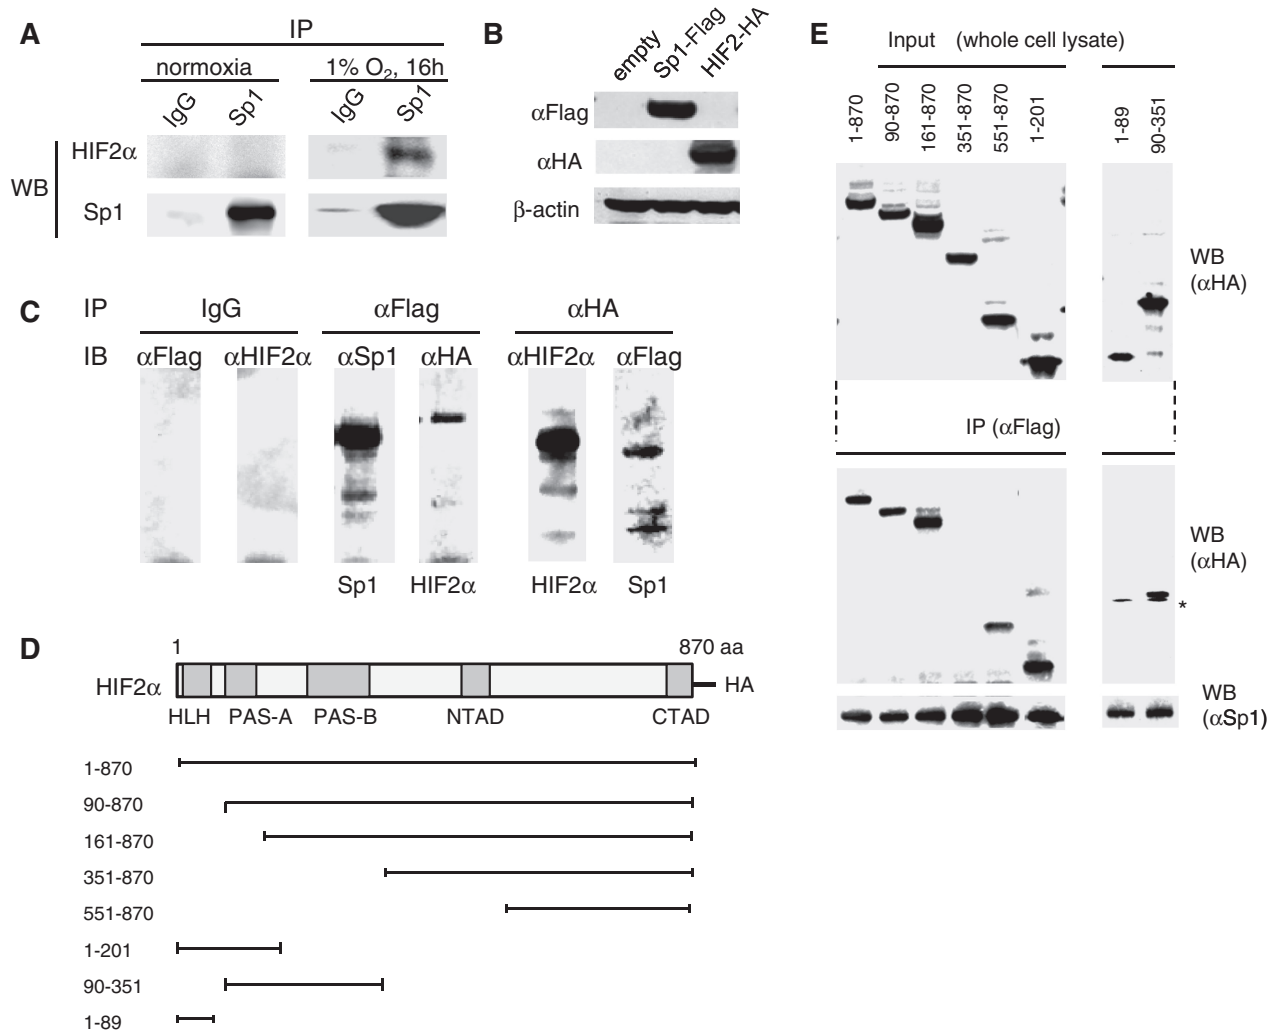 A
IP
normoxia
1% O₂, 16h
IgG
Sp1
IgG
Sp1
WB
HIF2α
Sp1
B
empty
Sp1-Flag
HIF2-HA
αFlag
αHA
β-actin
C
IP
IgG
αFlag
αHA
IB
αFlag
αHIF2α
αSp1
αHA
αHIF2α
αFlag
Sp1
HIF2α
HIF2α
Sp1
D
1
870 aa
HIF2α
HA
HLH
PAS-A
PAS-B
NTAD
CTAD
1-870
90-870
161-870
351-870
551-870
1-201
90-351
1-89
E
Input (whole cell lysate)
1-870
90-870
161-870
351-870
551-870
1-201
1-89
90-351
WB
(αHA)
IP (αFlag)
WB
(αHA)
*
WB
(αSp1)